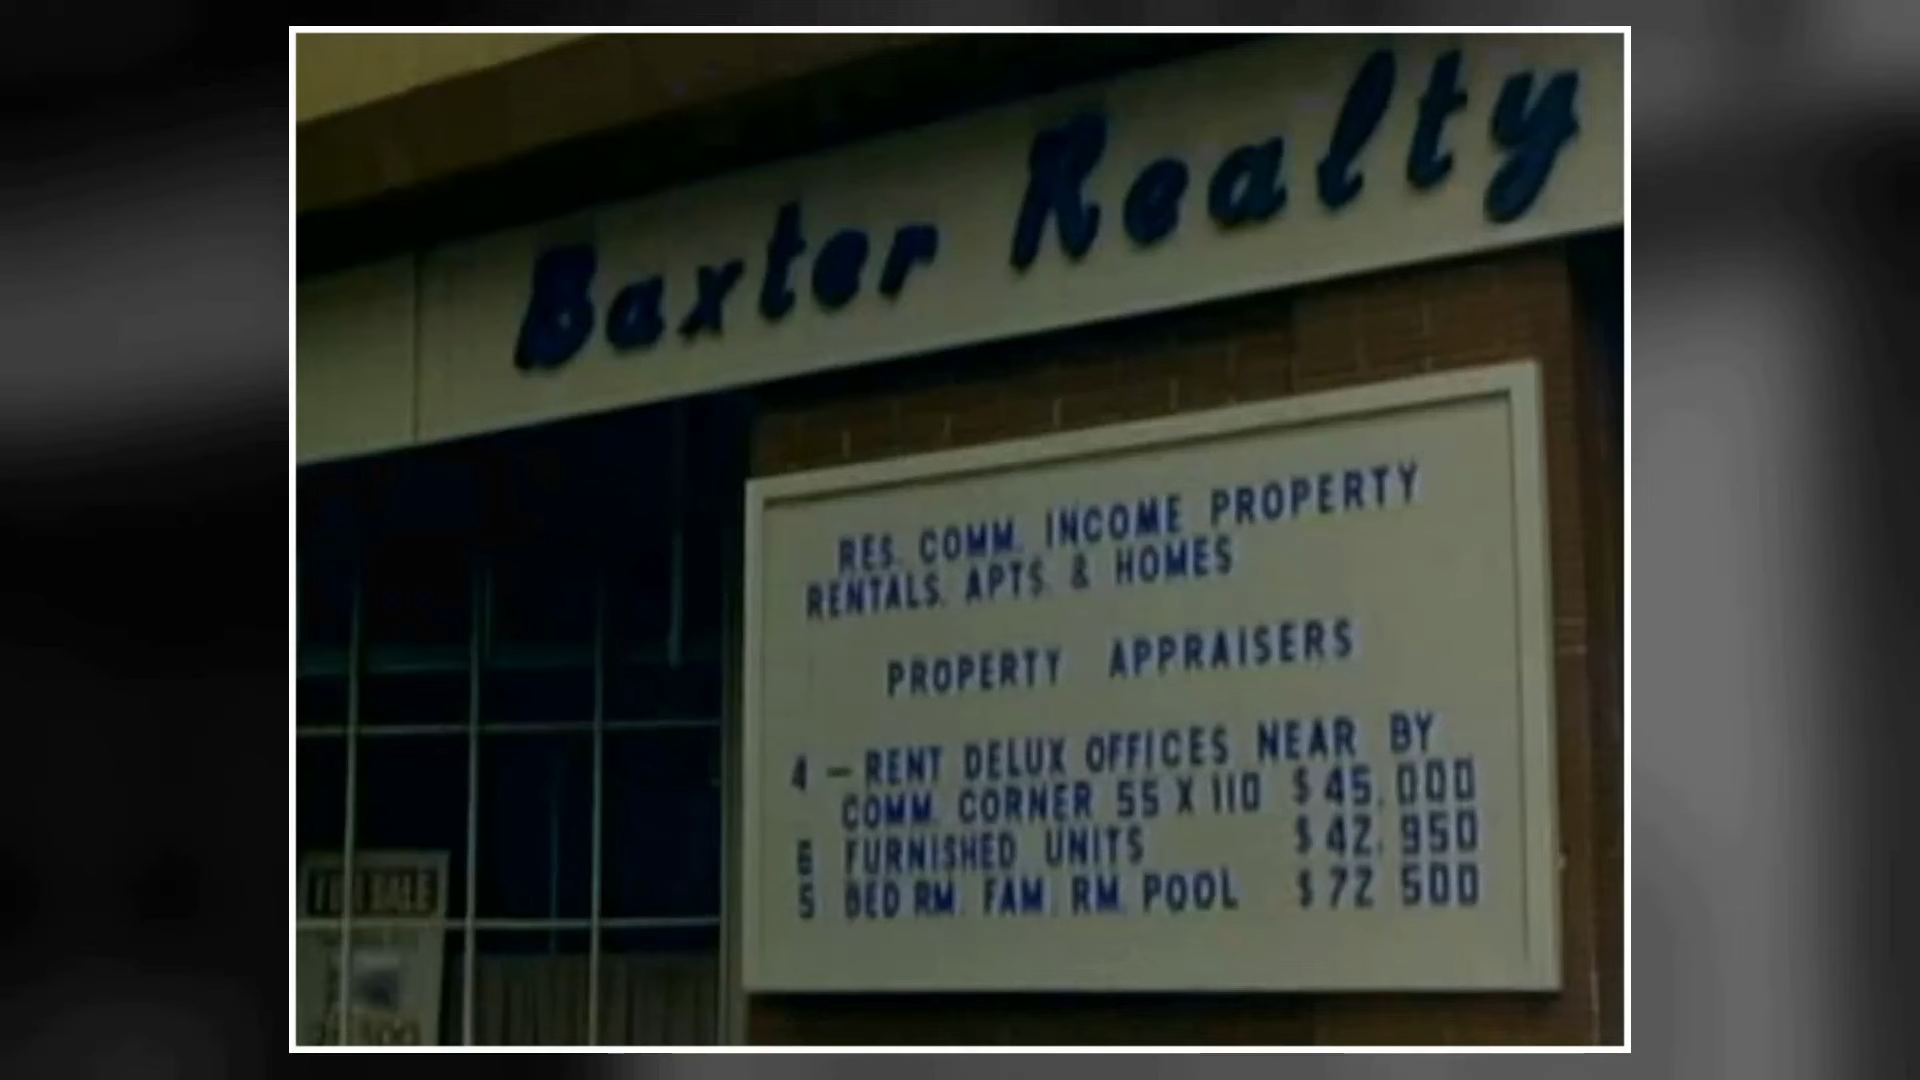 Baxter Realty
RES. COMM. INCOME PROPERTY
RENTALS. APTS. & HOMES
PROPERTY APPRAISERS
4 – RENT DELUX OFFICES NEAR BY
COMM. CORNER 55 X 110 $45,000
6 FURNISHED UNITS $42,950
5 BED RM. FAM. RM. POOL $72 500
SALE